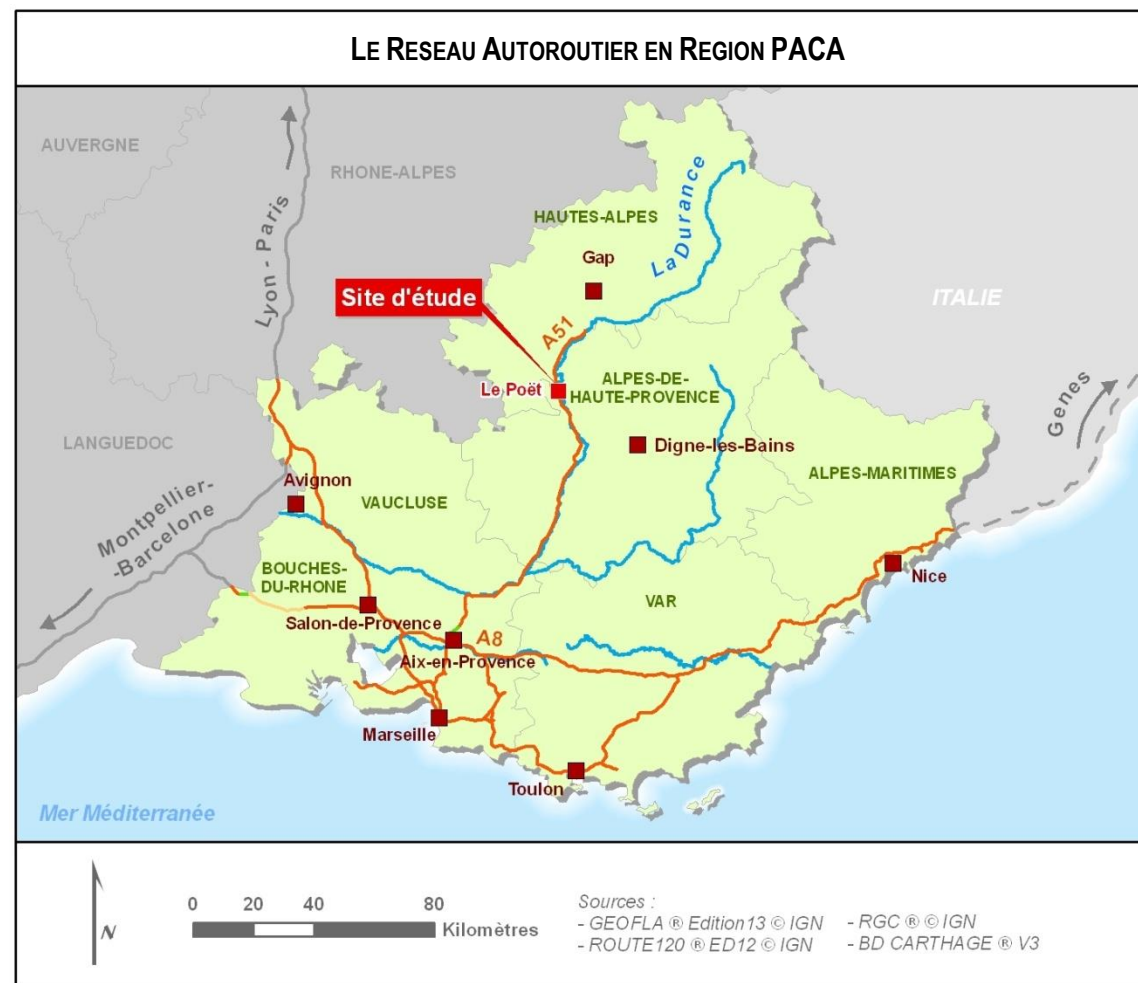 LE RESEAU AUTOROUTIER EN REGION PACA
AUVERGNE
RHONE-ALPES
Lyon - Paris
HAUTES-ALPES
La Durance
Gap
Site d'étude
ITALIE
A51
Le Poët
ALPES-DE-
HAUTE-PROVENCE
Genes
LANGUEDOC
Digne-les-Bains
Avignon
ALPES-MARITIMES
VAUCLUSE
Montpellier-
-Barcelone
BOUCHES-
DU-RHONE
Nice
VAR
Salon-de-Provence
A8
Aix-en-Provence
Marseille
Toulon
Mer Méditerranée
N
0 20 40 80
Kilomètres
Sources :
- GEOFLA ® Edition13 © IGN
- ROUTE120 ® ED12 © IGN
- RGC ® © IGN
- BD CARTHAGE ® V3